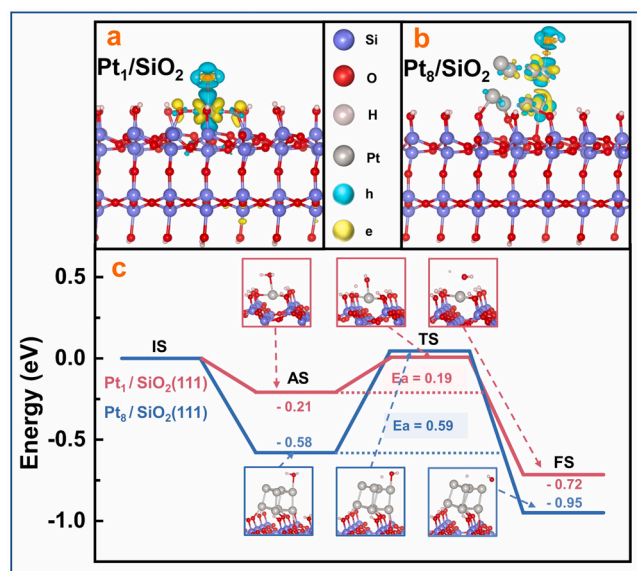 a
Pt1/SiO2
Si
O
H
Pt
h
e
b
Pt8/SiO2
c
Energy (eV)
0.5
0.0
-0.5
-1.0
IS
AS
TS
FS
Pt1 / SiO2(111)
Pt8 / SiO2(111)
- 0.21
- 0.58
Ea = 0.19
Ea = 0.59
- 0.72
- 0.95